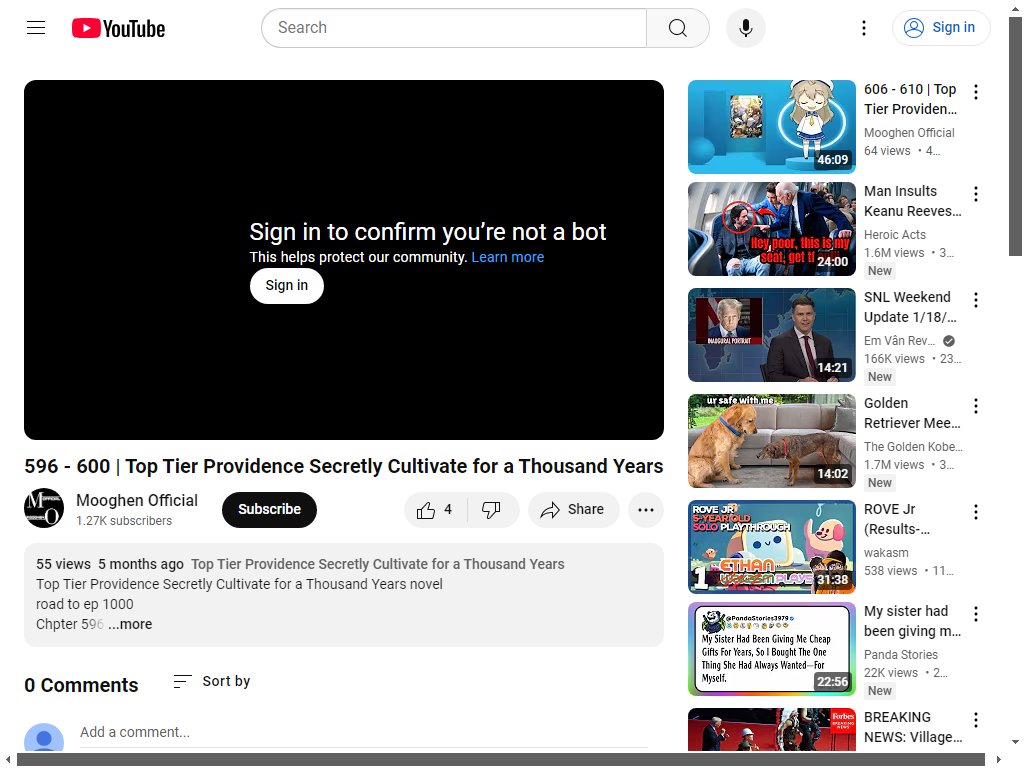 YouTube
Search
Sign in
Sign in to confirm you're not a bot
This helps protect our community. Learn more
Sign in
596 - 600 | Top Tier Providence Secretly Cultivate for a Thousand Years
Mooghen Official
1.27K subscribers
Subscribe
4
Share
55 views 5 months ago Top Tier Providence Secretly Cultivate for a Thousand Years
Top Tier Providence Secretly Cultivate for a Thousand Years novel
road to ep 1000
Chpter 596 ...more
0 Comments
Sort by
Add a comment...
46:09
606 - 610 | Top
Tier Providen...
Mooghen Official
64 views • 4...
Hey poor, this is my
seat, get
24:00
Man Insults
Keanu Reeves...
Heroic Acts
1.6M views • 3...
New
INAUGURAL PORTRAIT
14:21
SNL Weekend
Update 1/18/...
Em Vân Rev...
166K views • 23...
New
ur safe with me
14:02
Golden
Retriever Mee...
The Golden Kobe...
1.7M views • 3...
New
ROVE JR
5-YEAR OLD
SOLO PLAYTHROUGH
1
ETHAN
PLAYS
31:38
ROVE Jr
(Results-...
wakasm
538 views • 11...
@PandaStories3979
My Sister Had Been Giving Me Cheap
Gifts For Years, So I Bought The One
Thing She Had Always Wanted—For
Myself.
22:56
My sister had
been giving m...
Panda Stories
22K views • 2...
New
Forbes
BREAKING NEWS
BREAKING
NEWS: Village...